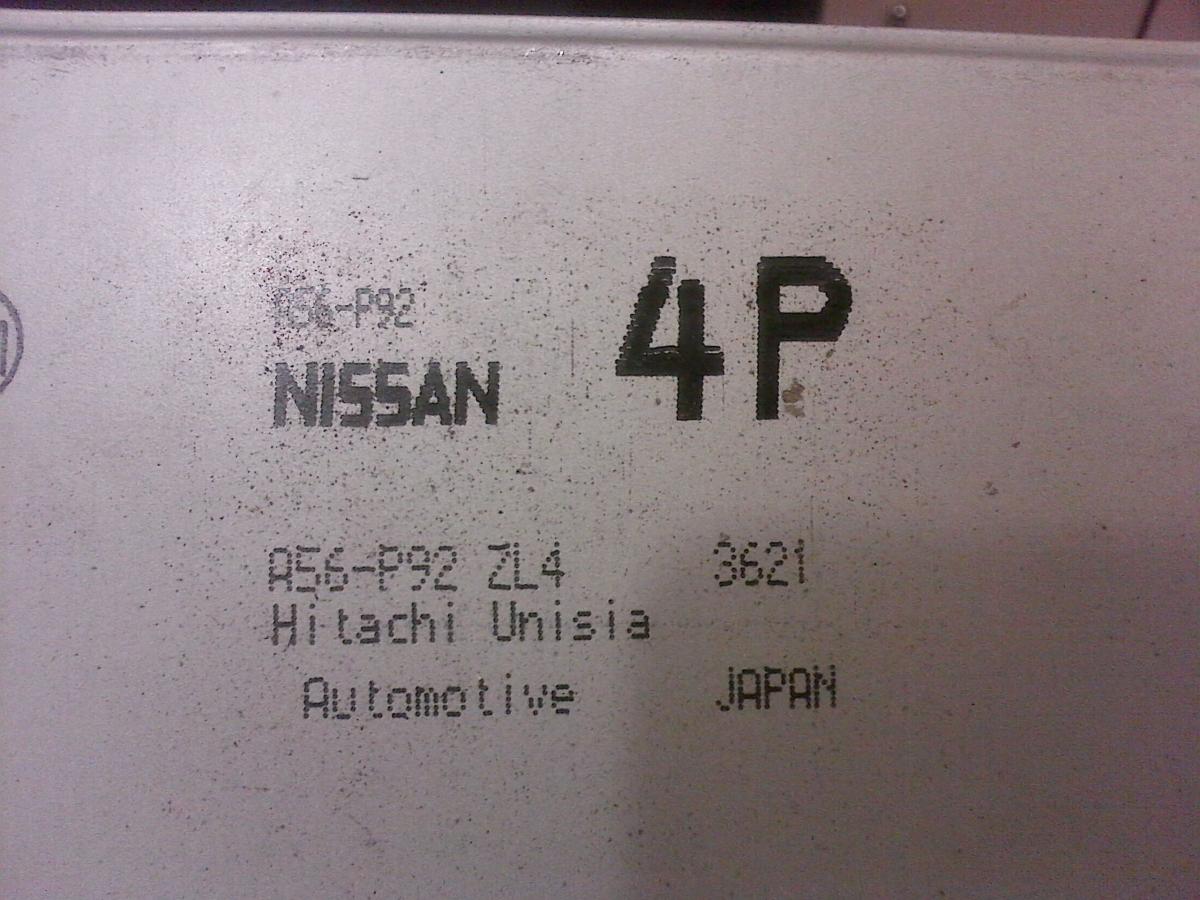 A56-P92
NISSAN 4P
A56-P92 ZL4 3621
Hitachi Unisia
Automotive JAPAN